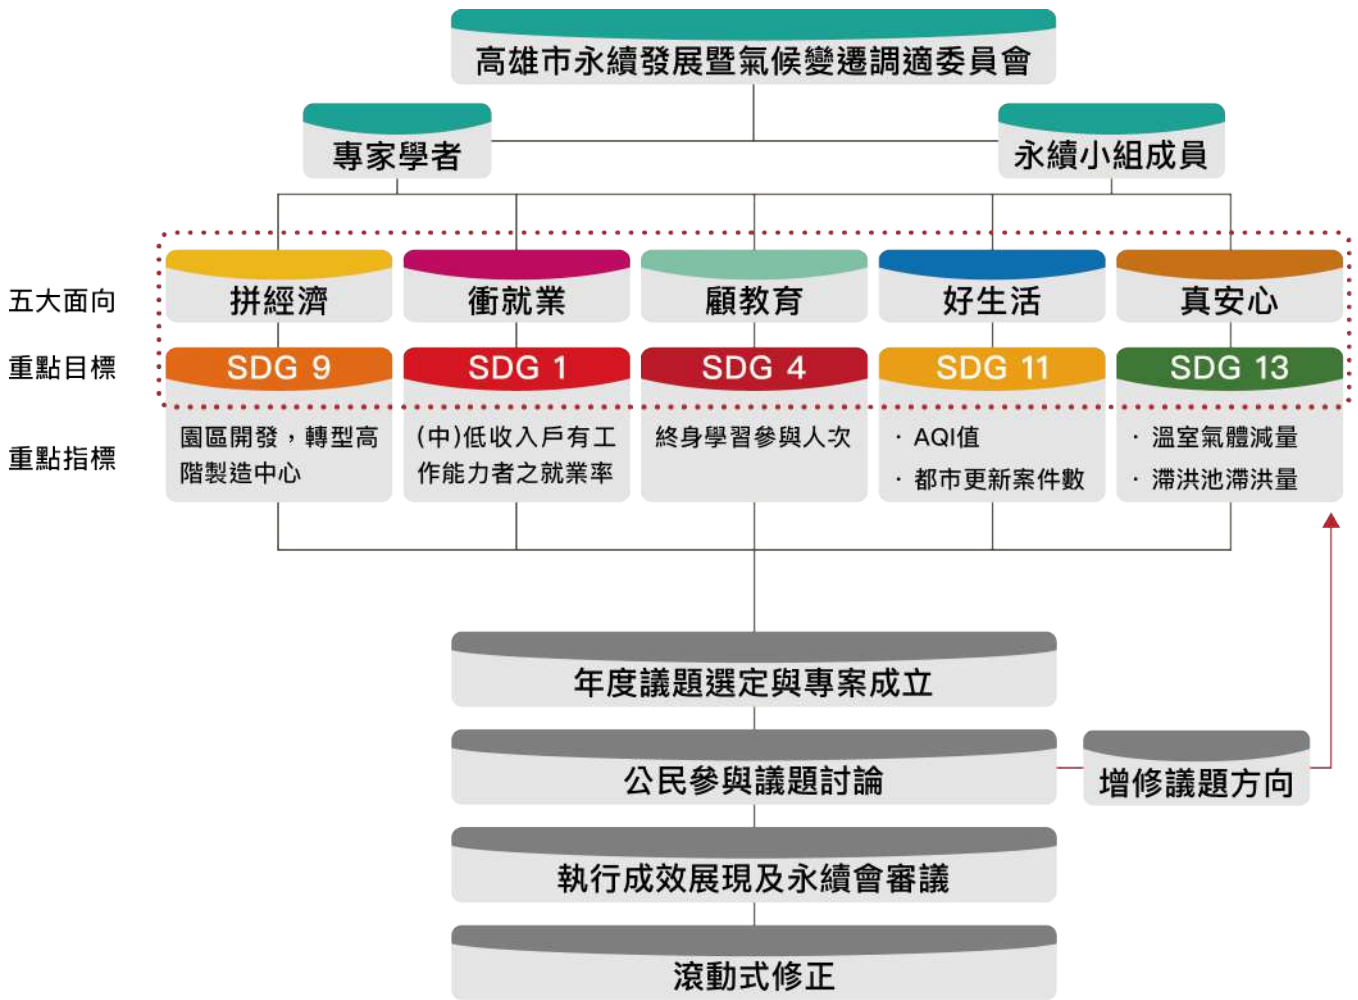 高雄市永續發展暨氣候變遷調適委員會
專家學者
永續小組成員
五大面向
拼經濟
衝就業
顧教育
好生活
真安心
重點目標
SDG 9
SDG 1
SDG 4
SDG 11
SDG 13
重點指標
園區開發，轉型高
階製造中心
(中)低收入戶有工
作能力者之就業率
終身學習參與人次
· AQI值
· 都市更新案件數
· 溫室氣體減量
· 滯洪池滯洪量
年度議題選定與專案成立
公民參與議題討論
增修議題方向
執行成效展現及永續會審議
滾動式修正